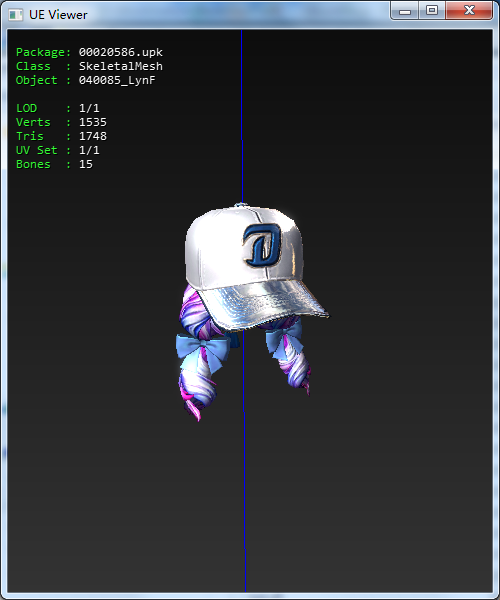 UE Viewer
Package: 00020586.upk
Class : SkeletalMesh
Object : 040085_LynF
LOD : 1/1
Verts : 1535
Tris : 1748
UV Set : 1/1
Bones : 15
D